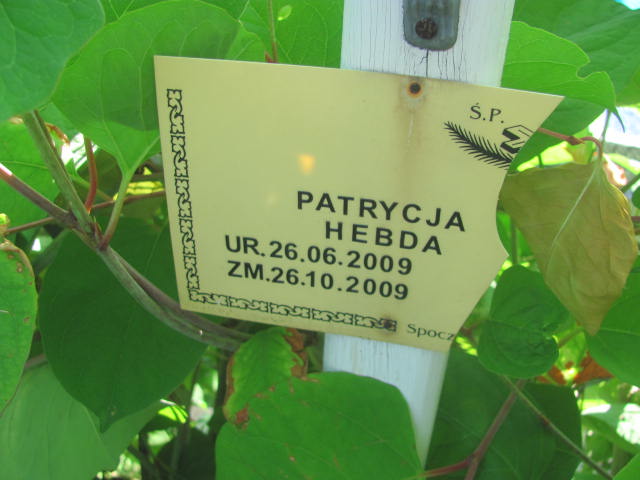 Ś.P.
PATRYCJA
HEBDA
UR.26.06.2009
ZM.26.10.2009
Spocz